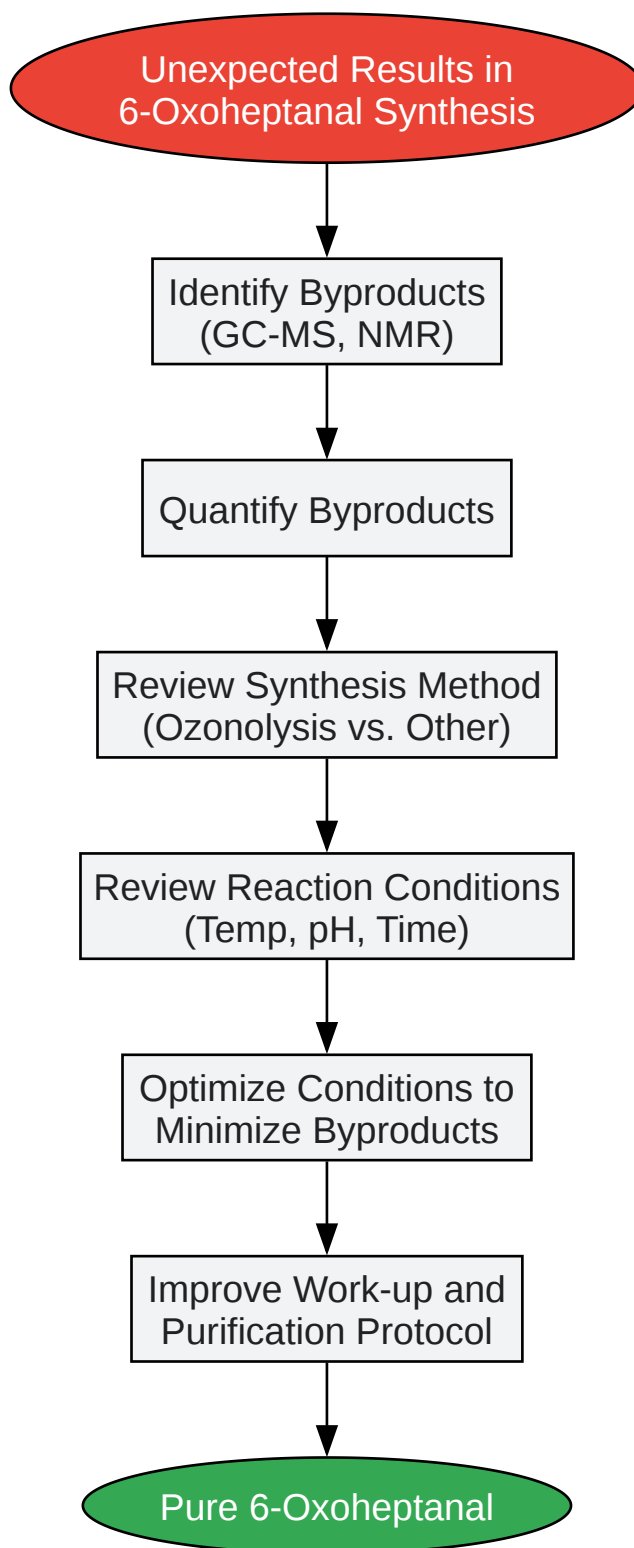 Unexpected Results in
6-Oxoheptanal Synthesis
Identify Byproducts
(GC-MS, NMR)
Quantify Byproducts
Review Synthesis Method
(Ozonolysis vs. Other)
Review Reaction Conditions
(Temp, pH, Time)
Optimize Conditions to
Minimize Byproducts
Improve Work-up and
Purification Protocol
Pure 6-Oxoheptanal